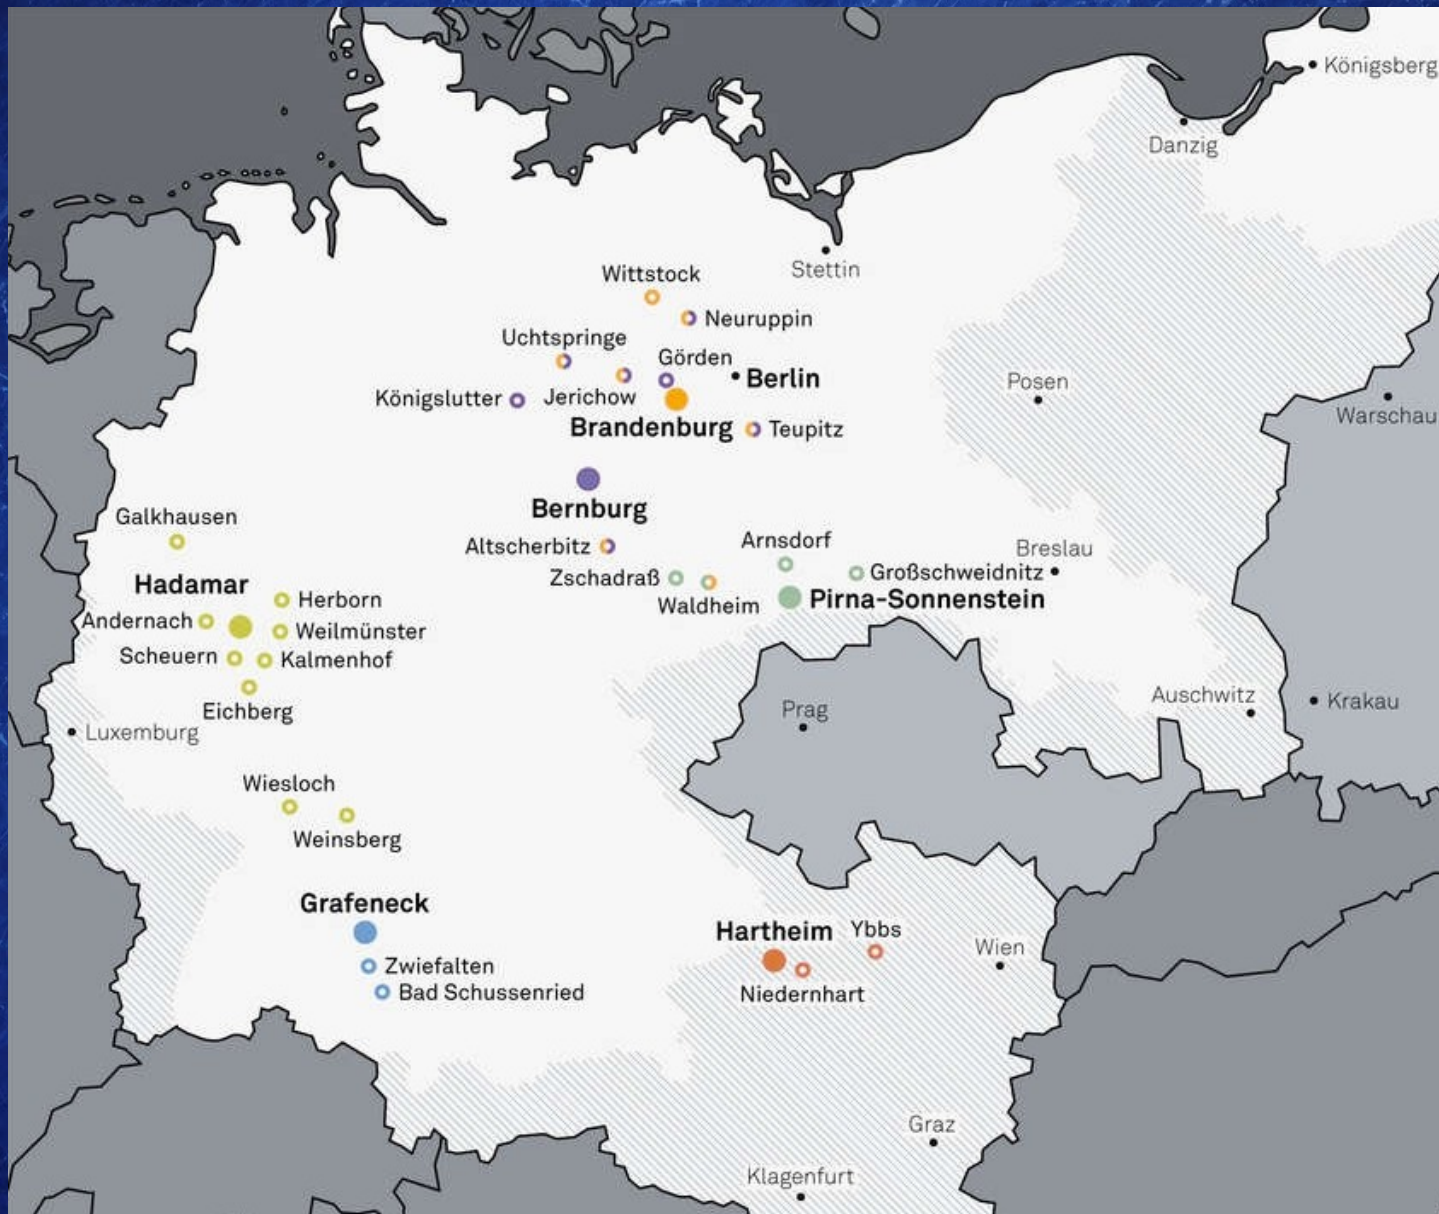 Königsberg
Danzig
Stettin
Wittstock
Neuruppin
Uchtspringe
Görden
Berlin
Posen
Königslutter
Jerichow
Warschau
Brandenburg
Teupitz
Bernburg
Galkhausen
Altscherbitz
Arnsdorf
Breslau
Zschadraß
Großschweidnitz
Hadamar
Waldheim
Pirna-Sonnenstein
Herborn
Andernach
Weilmünster
Scheuern
Kalmenhof
Auschwitz
Krakau
Eichberg
Prag
Luxemburg
Wiesloch
Weinsberg
Grafeneck
Hartheim
Ybbs
Wien
Zwiefalten
Bad Schussenried
Niedernhart
Graz
Klagenfurt